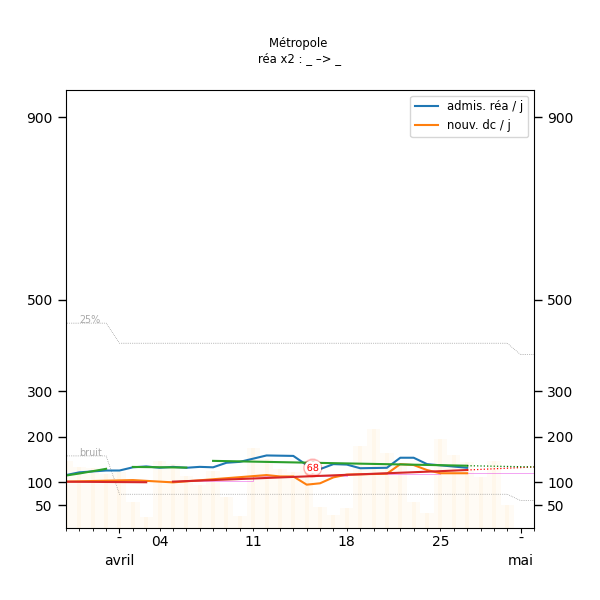 Métropole
réa x2 : _ –> _
admis. réa / j
nouv. dc / j
900
500
300
200
100
50
900
500
300
200
100
50
25%
bruit
68
- 04 11 18 25 -
avril mai